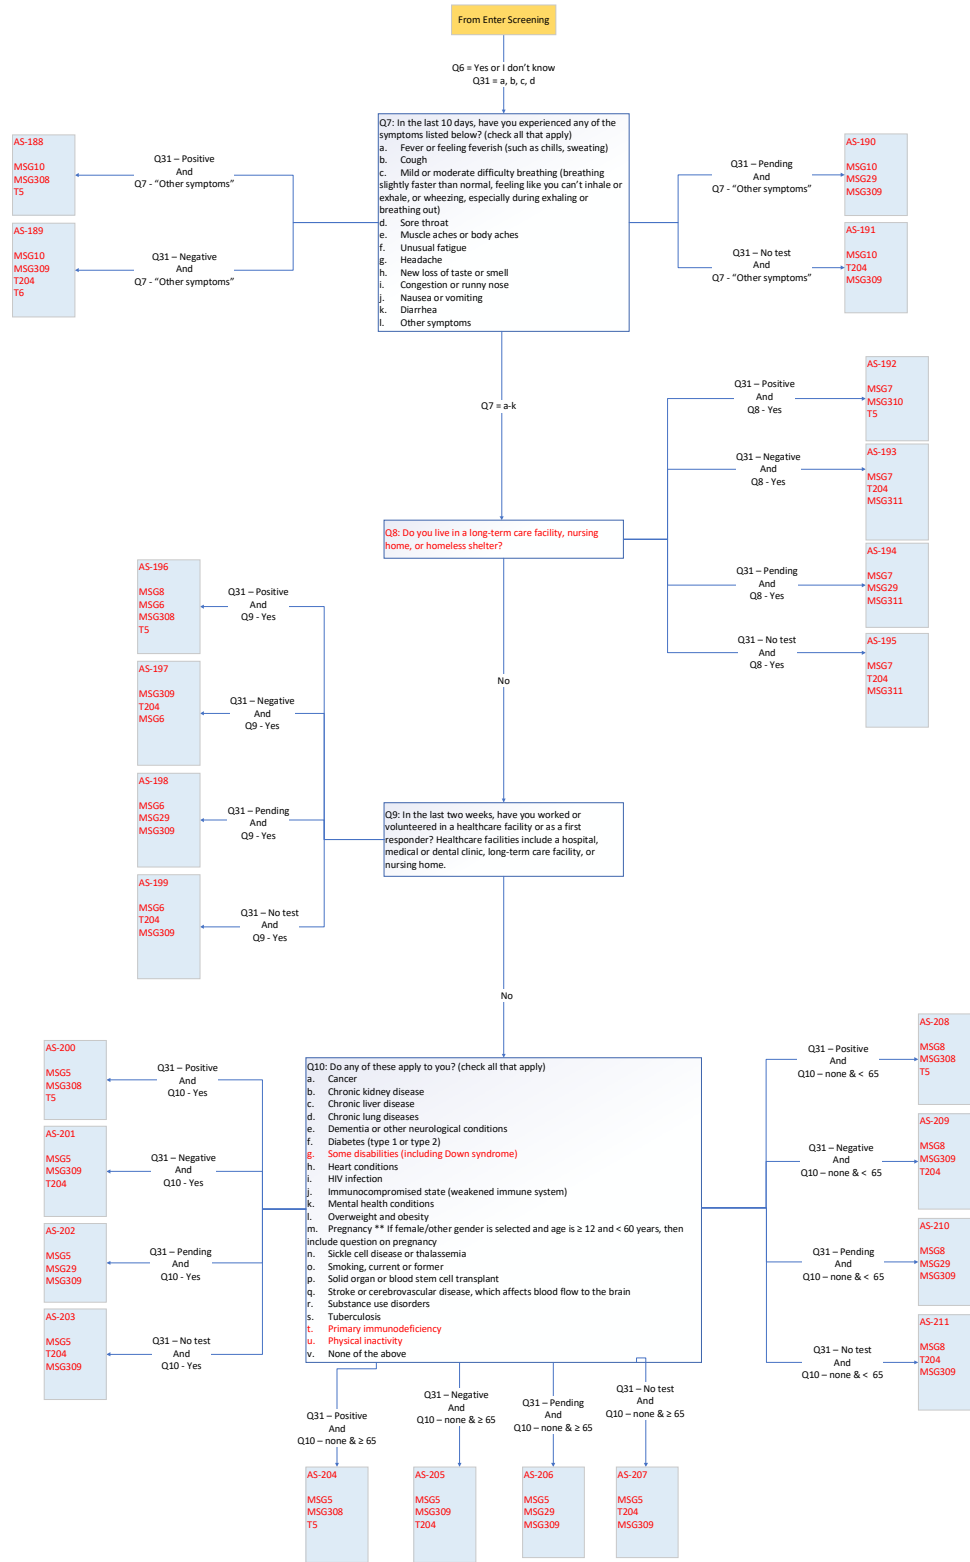 From Enter Screening
Q6 = Yes or I don't know
Q31 = a, b, c, d
Q7: In the last 10 days, have you experienced any of the
symptoms listed below? (check all that apply)
a. Fever or feeling feverish (such as chills, sweating)
b. Cough
c. Mild or moderate difficulty breathing (breathing
slightly faster than normal, feeling like you can't inhale or
exhale, or wheezing, especially during exhaling or
breathing out)
d. Sore throat
e. Muscle aches or body aches
f. Unusual fatigue
g. Headache
h. New loss of taste or smell
i. Congestion or runny nose
j. Nausea or vomiting
k. Diarrhea
l. Other symptoms
AS-188
MSG10
MSG308
T5
Q31 – Positive
And
Q7 - "Other symptoms"
AS-189
MSG10
MSG309
T204
T6
Q31 – Negative
And
Q7 - "Other symptoms"
Q31 – Pending
And
Q7 - "Other symptoms"
AS-190
MSG10
MSG29
MSG309
Q31 – No test
And
Q7 - "Other symptoms"
AS-191
MSG10
T204
MSG309
Q7 = a-k
Q8: Do you live in a long-term care facility, nursing
home, or homeless shelter?
Q31 – Positive
And
Q8 - Yes
AS-192
MSG7
MSG310
T5
Q31 – Negative
And
Q8 - Yes
AS-193
MSG7
T204
MSG311
Q31 – Pending
And
Q8 - Yes
AS-194
MSG7
MSG29
MSG311
Q31 – No test
And
Q8 - Yes
AS-195
MSG7
T204
MSG311
No
Q9: In the last two weeks, have you worked or
volunteered in a healthcare facility or as a first
responder? Healthcare facilities include a hospital,
medical or dental clinic, long-term care facility, or
nursing home.
AS-196
MSG8
MSG6
MSG308
T5
Q31 – Positive
And
Q9 - Yes
AS-197
MSG309
T204
MSG6
Q31 – Negative
And
Q9 - Yes
AS-198
MSG6
MSG29
MSG309
Q31 – Pending
And
Q9 - Yes
AS-199
MSG6
T204
MSG309
Q31 – No test
And
Q9 - Yes
No
Q10: Do any of these apply to you? (check all that apply)
a. Cancer
b. Chronic kidney disease
c. Chronic liver disease
d. Chronic lung diseases
e. Dementia or other neurological conditions
f. Diabetes (type 1 or type 2)
g. Some disabilities (including Down syndrome)
h. Heart conditions
i. HIV infection
j. Immunocompromised state (weakened immune system)
k. Mental health conditions
l. Overweight and obesity
m. Pregnancy ** If female/other gender is selected and age is ≥ 12 and < 60 years, then
include question on pregnancy
n. Sickle cell disease or thalassemia
o. Smoking, current or former
p. Solid organ or blood stem cell transplant
q. Stroke or cerebrovascular disease, which affects blood flow to the brain
r. Substance use disorders
s. Tuberculosis
t. Primary immunodeficiency
u. Physical inactivity
v. None of the above
AS-200
MSG5
MSG308
T5
Q31 – Positive
And
Q10 - Yes
AS-201
MSG5
MSG309
T204
Q31 – Negative
And
Q10 - Yes
AS-202
MSG5
MSG29
MSG309
Q31 – Pending
And
Q10 - Yes
AS-203
MSG5
T204
MSG309
Q31 – No test
And
Q10 - Yes
Q31 – Positive
And
Q10 – none & < 65
AS-208
MSG8
MSG308
T5
Q31 – Negative
And
Q10 – none & < 65
AS-209
MSG8
MSG309
T204
Q31 – Pending
And
Q10 – none & < 65
AS-210
MSG8
MSG29
MSG309
Q31 – No test
And
Q10 – none & < 65
AS-211
MSG8
T204
MSG309
Q31 – Positive
And
Q10 – none & ≥ 65
Q31 – Negative
And
Q10 – none & ≥ 65
Q31 – Pending
And
Q10 – none & ≥ 65
Q31 – No test
And
Q10 – none & ≥ 65
AS-204
MSG5
MSG308
T5
AS-205
MSG5
MSG309
T204
AS-206
MSG5
MSG29
MSG309
AS-207
MSG5
T204
MSG309